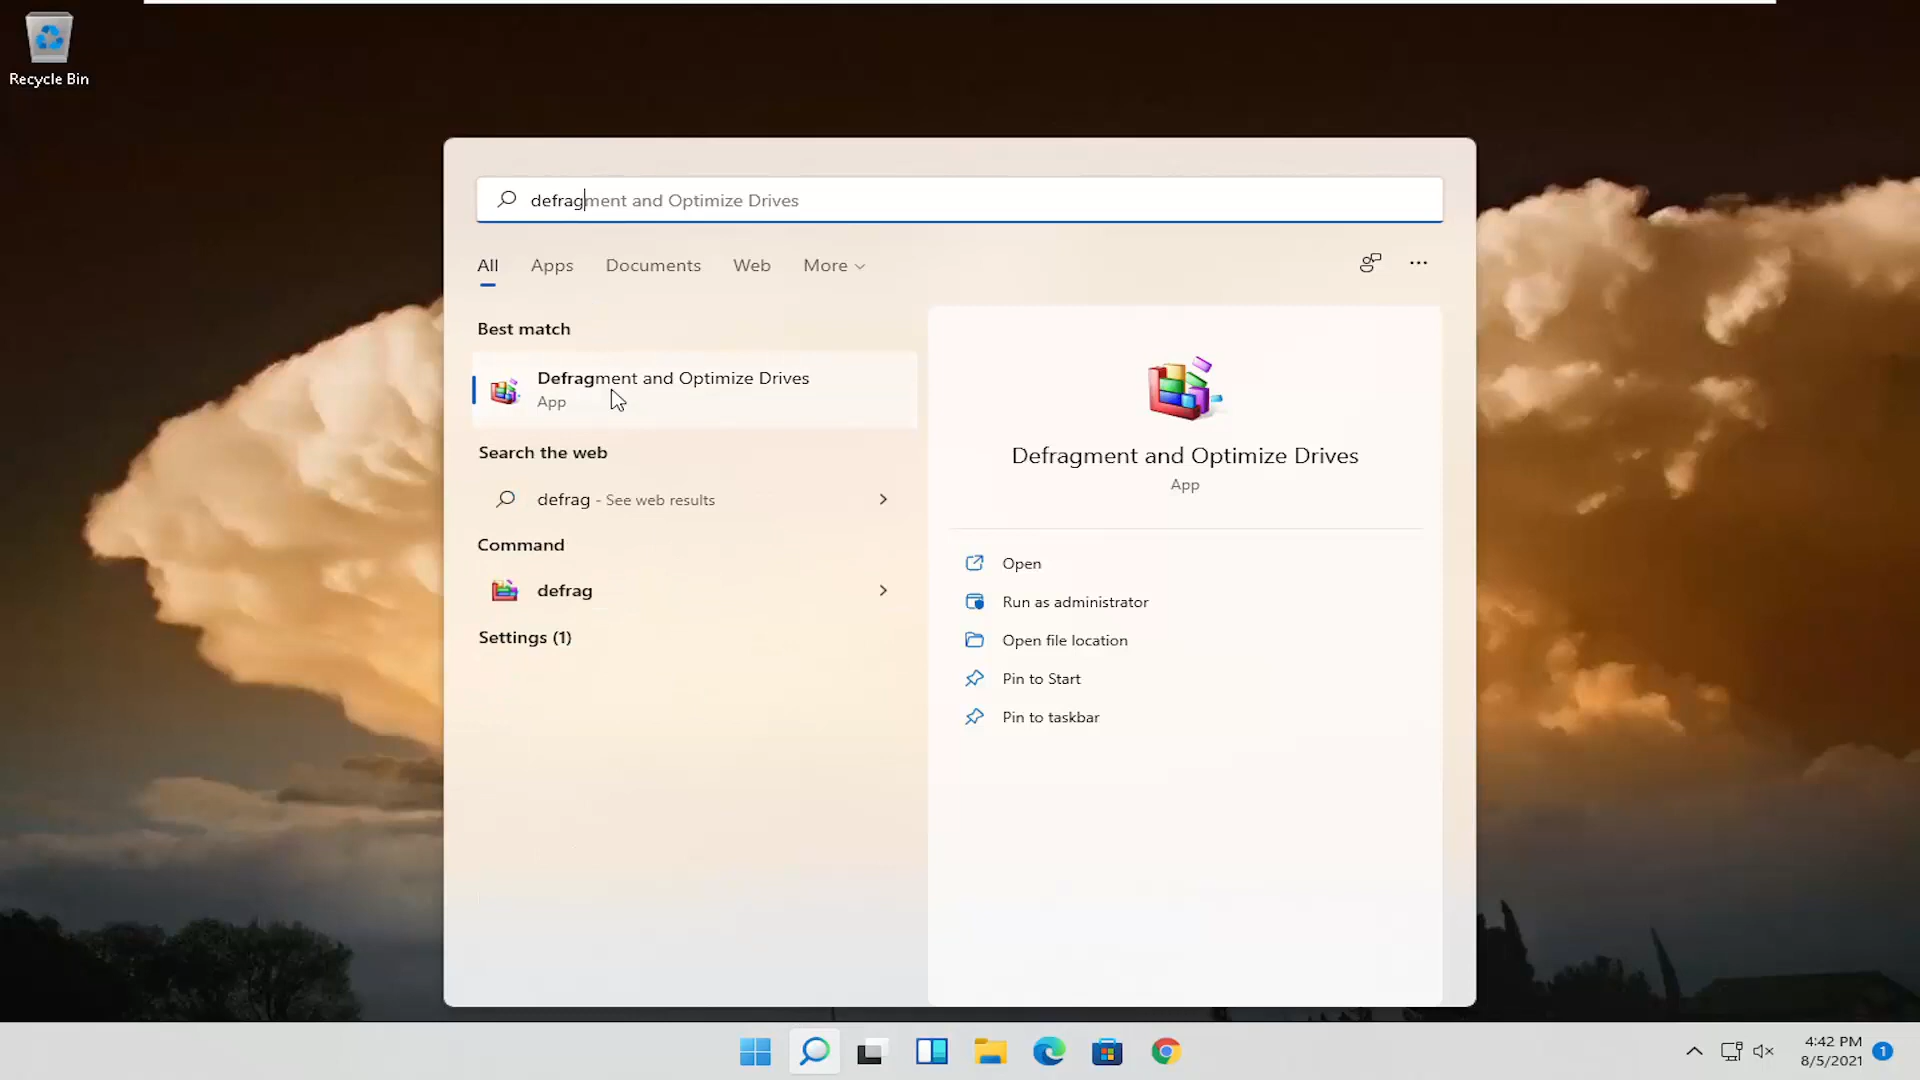 Recycle Bin
defragment and Optimize Drives
All
Apps
Documents
Web
More
Best match
Defragment and Optimize Drives
App
Search the web
defrag - See web results
Command
defrag
Settings (1)
Defragment and Optimize Drives
App
Open
Run as administrator
Open file location
Pin to Start
Pin to taskbar
4:42 PM
8/5/2021
1